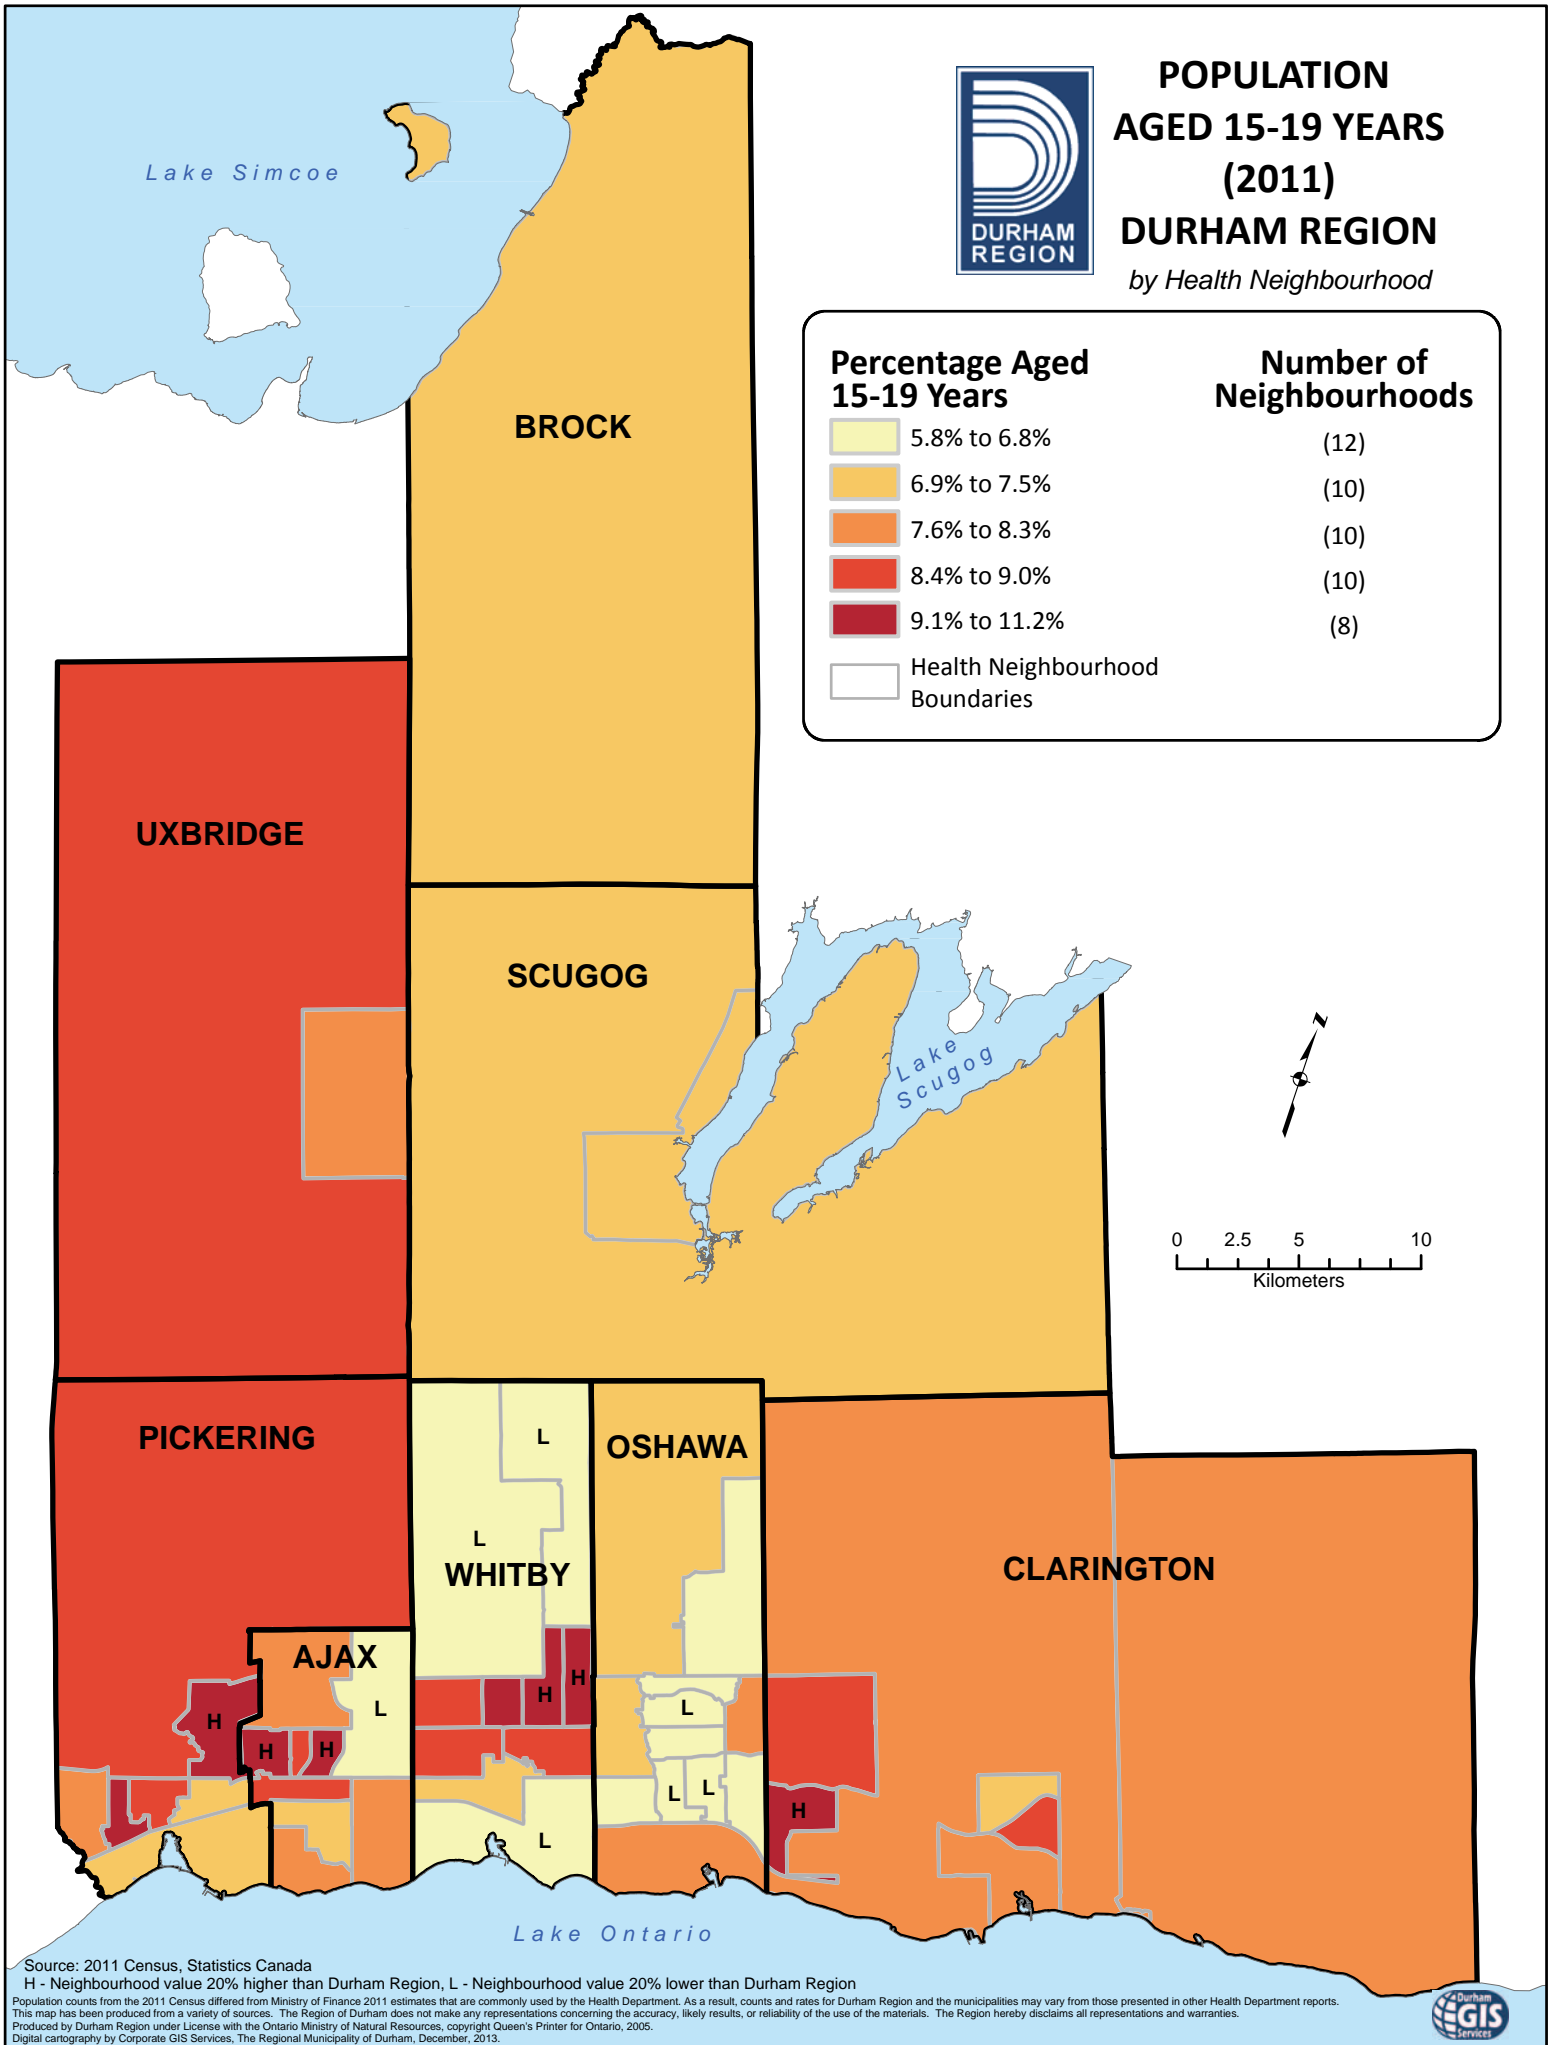 POPULATION
AGED 15-19 YEARS
(2011)
DURHAM REGION
by Health Neighbourhood
DURHAM
REGION
Percentage Aged
15-19 Years
Number of
Neighbourhoods
5.8% to 6.8% (12)
6.9% to 7.5% (10)
7.6% to 8.3% (10)
8.4% to 9.0% (10)
9.1% to 11.2% (8)
Health Neighbourhood
Boundaries
Lake Simcoe
BROCK
UXBRIDGE
SCUGOG
Lake
Scugog
N
0 2.5 5 10
Kilometers
PICKERING
L
OSHAWA
L
WHITBY
CLARINGTON
AJAX
H
H
L
L
H
H
H
L
L
H
L
Lake Ontario
Source: 2011 Census, Statistics Canada
H - Neighbourhood value 20% higher than Durham Region, L - Neighbourhood value 20% lower than Durham Region
Population counts from the 2011 Census differed from Ministry of Finance 2011 estimates that are commonly used by the Health Department. As a result, counts and rates for Durham Region and the municipalities may vary from those presented in other Health Department reports.
This map has been produced from a variety of sources. The Region of Durham does not make any representations concerning the accuracy, likely results, or reliability of the use of the materials. The Region hereby disclaims all representations and warranties.
Produced by Durham Region under License with the Ontario Ministry of Natural Resources, copyright Queen's Printer for Ontario, 2005.
Digital cartography by Corporate GIS Services, The Regional Municipality of Durham, December, 2013.
Durham
GIS
Services